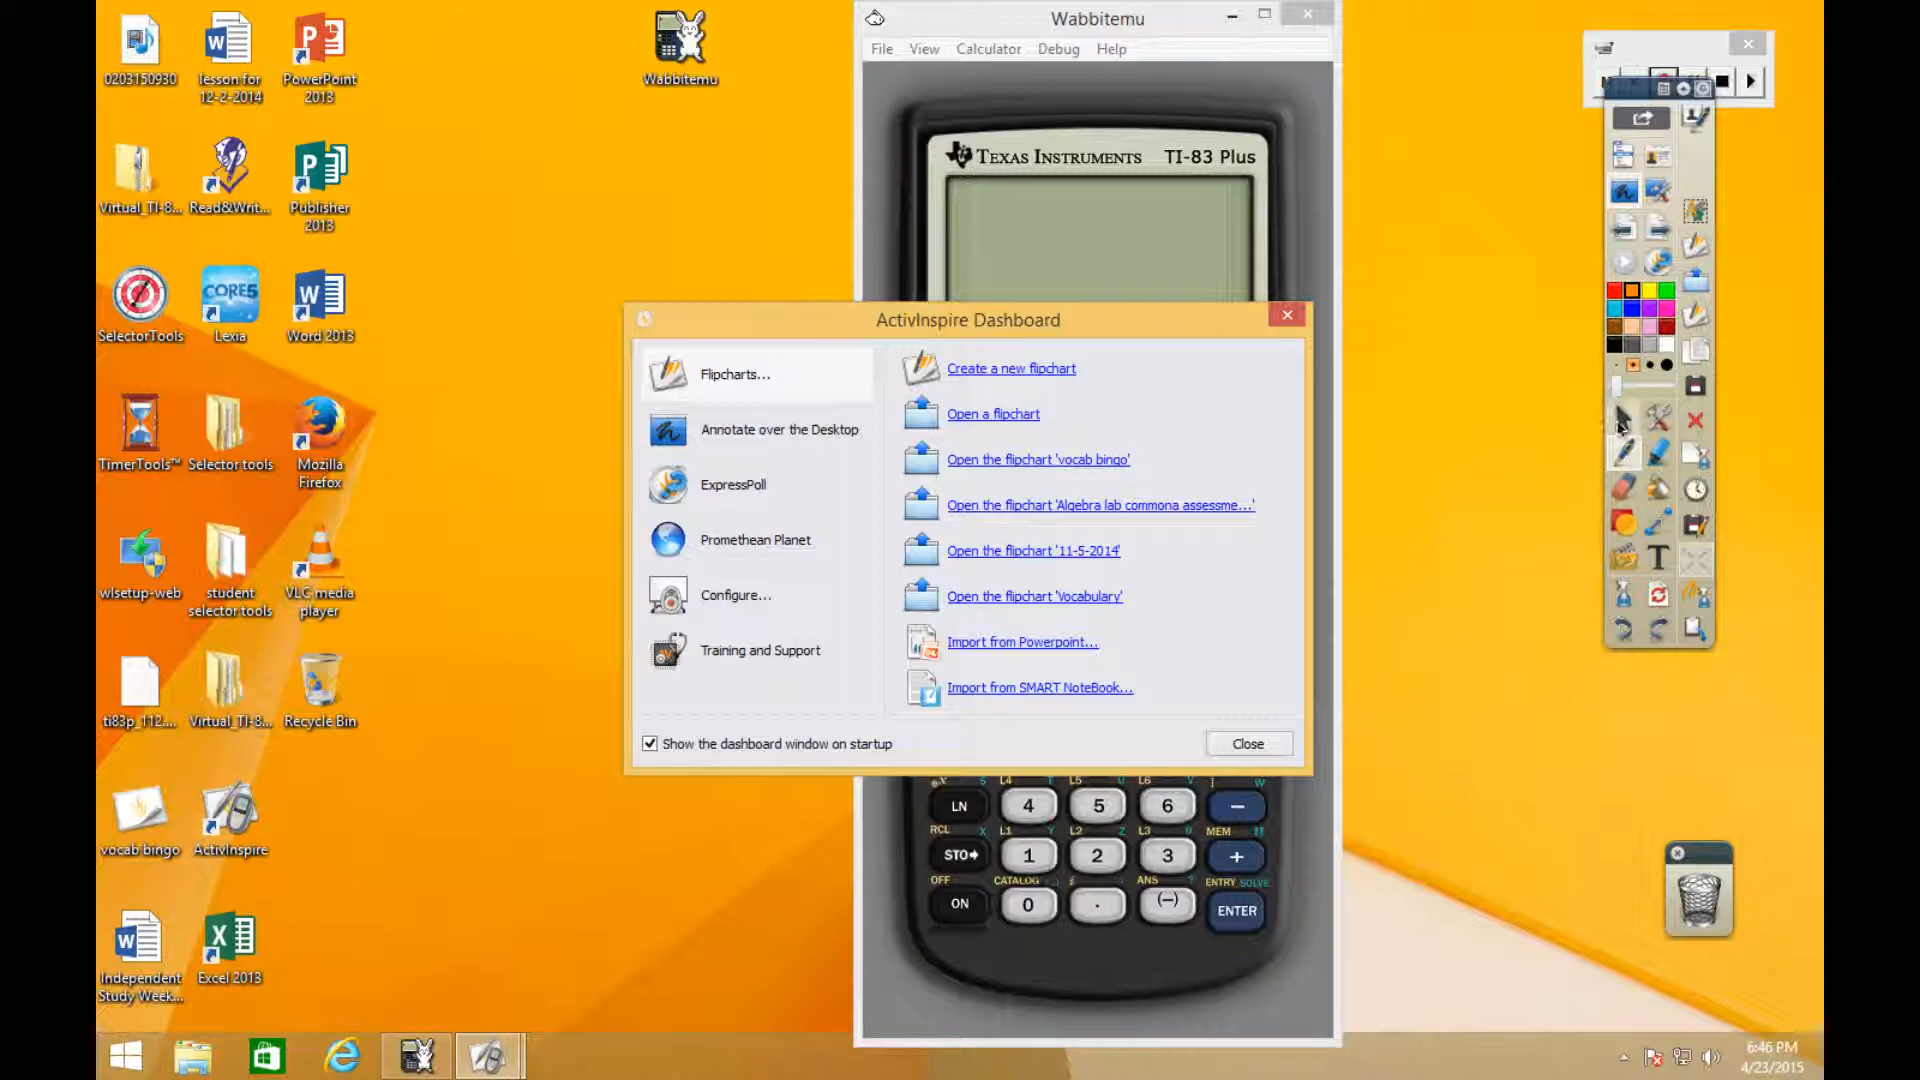 0203150930
lesson for
12-2-2014
PowerPoint
2013
Virtual_TI-8...
Read&Writ...
Publisher
2013
SelectorTools
CORE5
Lexia
Word 2013
TimerTools™
Selector tools
Mozilla
Firefox
wlsetup-web
student
selector tools
VLC media
player
ti83p_112....
Virtual_TI-8...
Recycle Bin
vocab bingo
ActivInspire
Independent
Study Week...
Excel 2013
Wabbitemu
Wabbitemu
File View Calculator Debug Help
TEXAS INSTRUMENTS TI-83 Plus
ActivInspire Dashboard
Flipcharts...
Annotate over the Desktop
ExpressPoll
Promethean Planet
Configure...
Training and Support
Create a new flipchart
Open a flipchart
Open the flipchart 'vocab bingo'
Open the flipchart 'Algebra lab commona assessme...'
Open the flipchart '11-5-2014'
Open the flipchart 'Vocabulary'
Import from Powerpoint...
Import from SMART NoteBook...
Show the dashboard window on startup
Close
L4 T L5 U L6 V W
LN 4 5 6 −
RCL X L1 Y L2 Z L3 θ MEM "
STO➔ 1 2 3 +
OFF CATALOG ANS ? ENTRY SOLVE
ON 0 . (−) ENTER
T
6:46 PM
4/23/2015